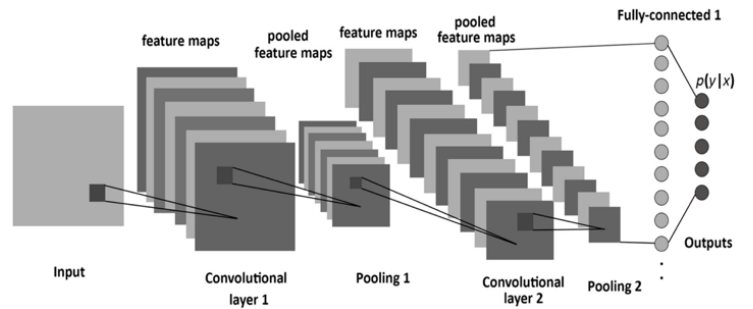 feature maps
pooled
feature maps
feature maps
pooled
feature maps
Fully-connected 1
p(y|x)
Input
Convolutional
layer 1
Pooling 1
Convolutional
layer 2
Pooling 2
Outputs